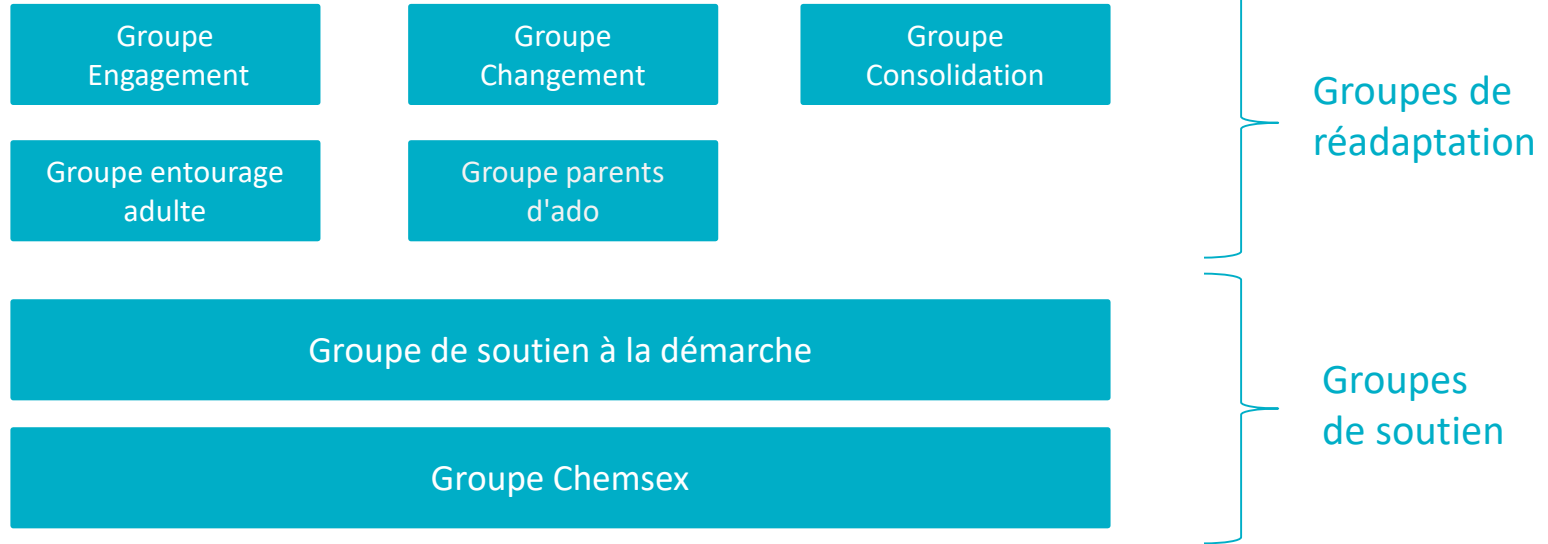 Groupe
Engagement
Groupe
Changement
Groupe
Consolidation
Groupe entourage
adulte
Groupe parents
d'ado
Groupes de
réadaptation
Groupe de soutien à la démarche
Groupe Chemsex
Groupes
de soutien